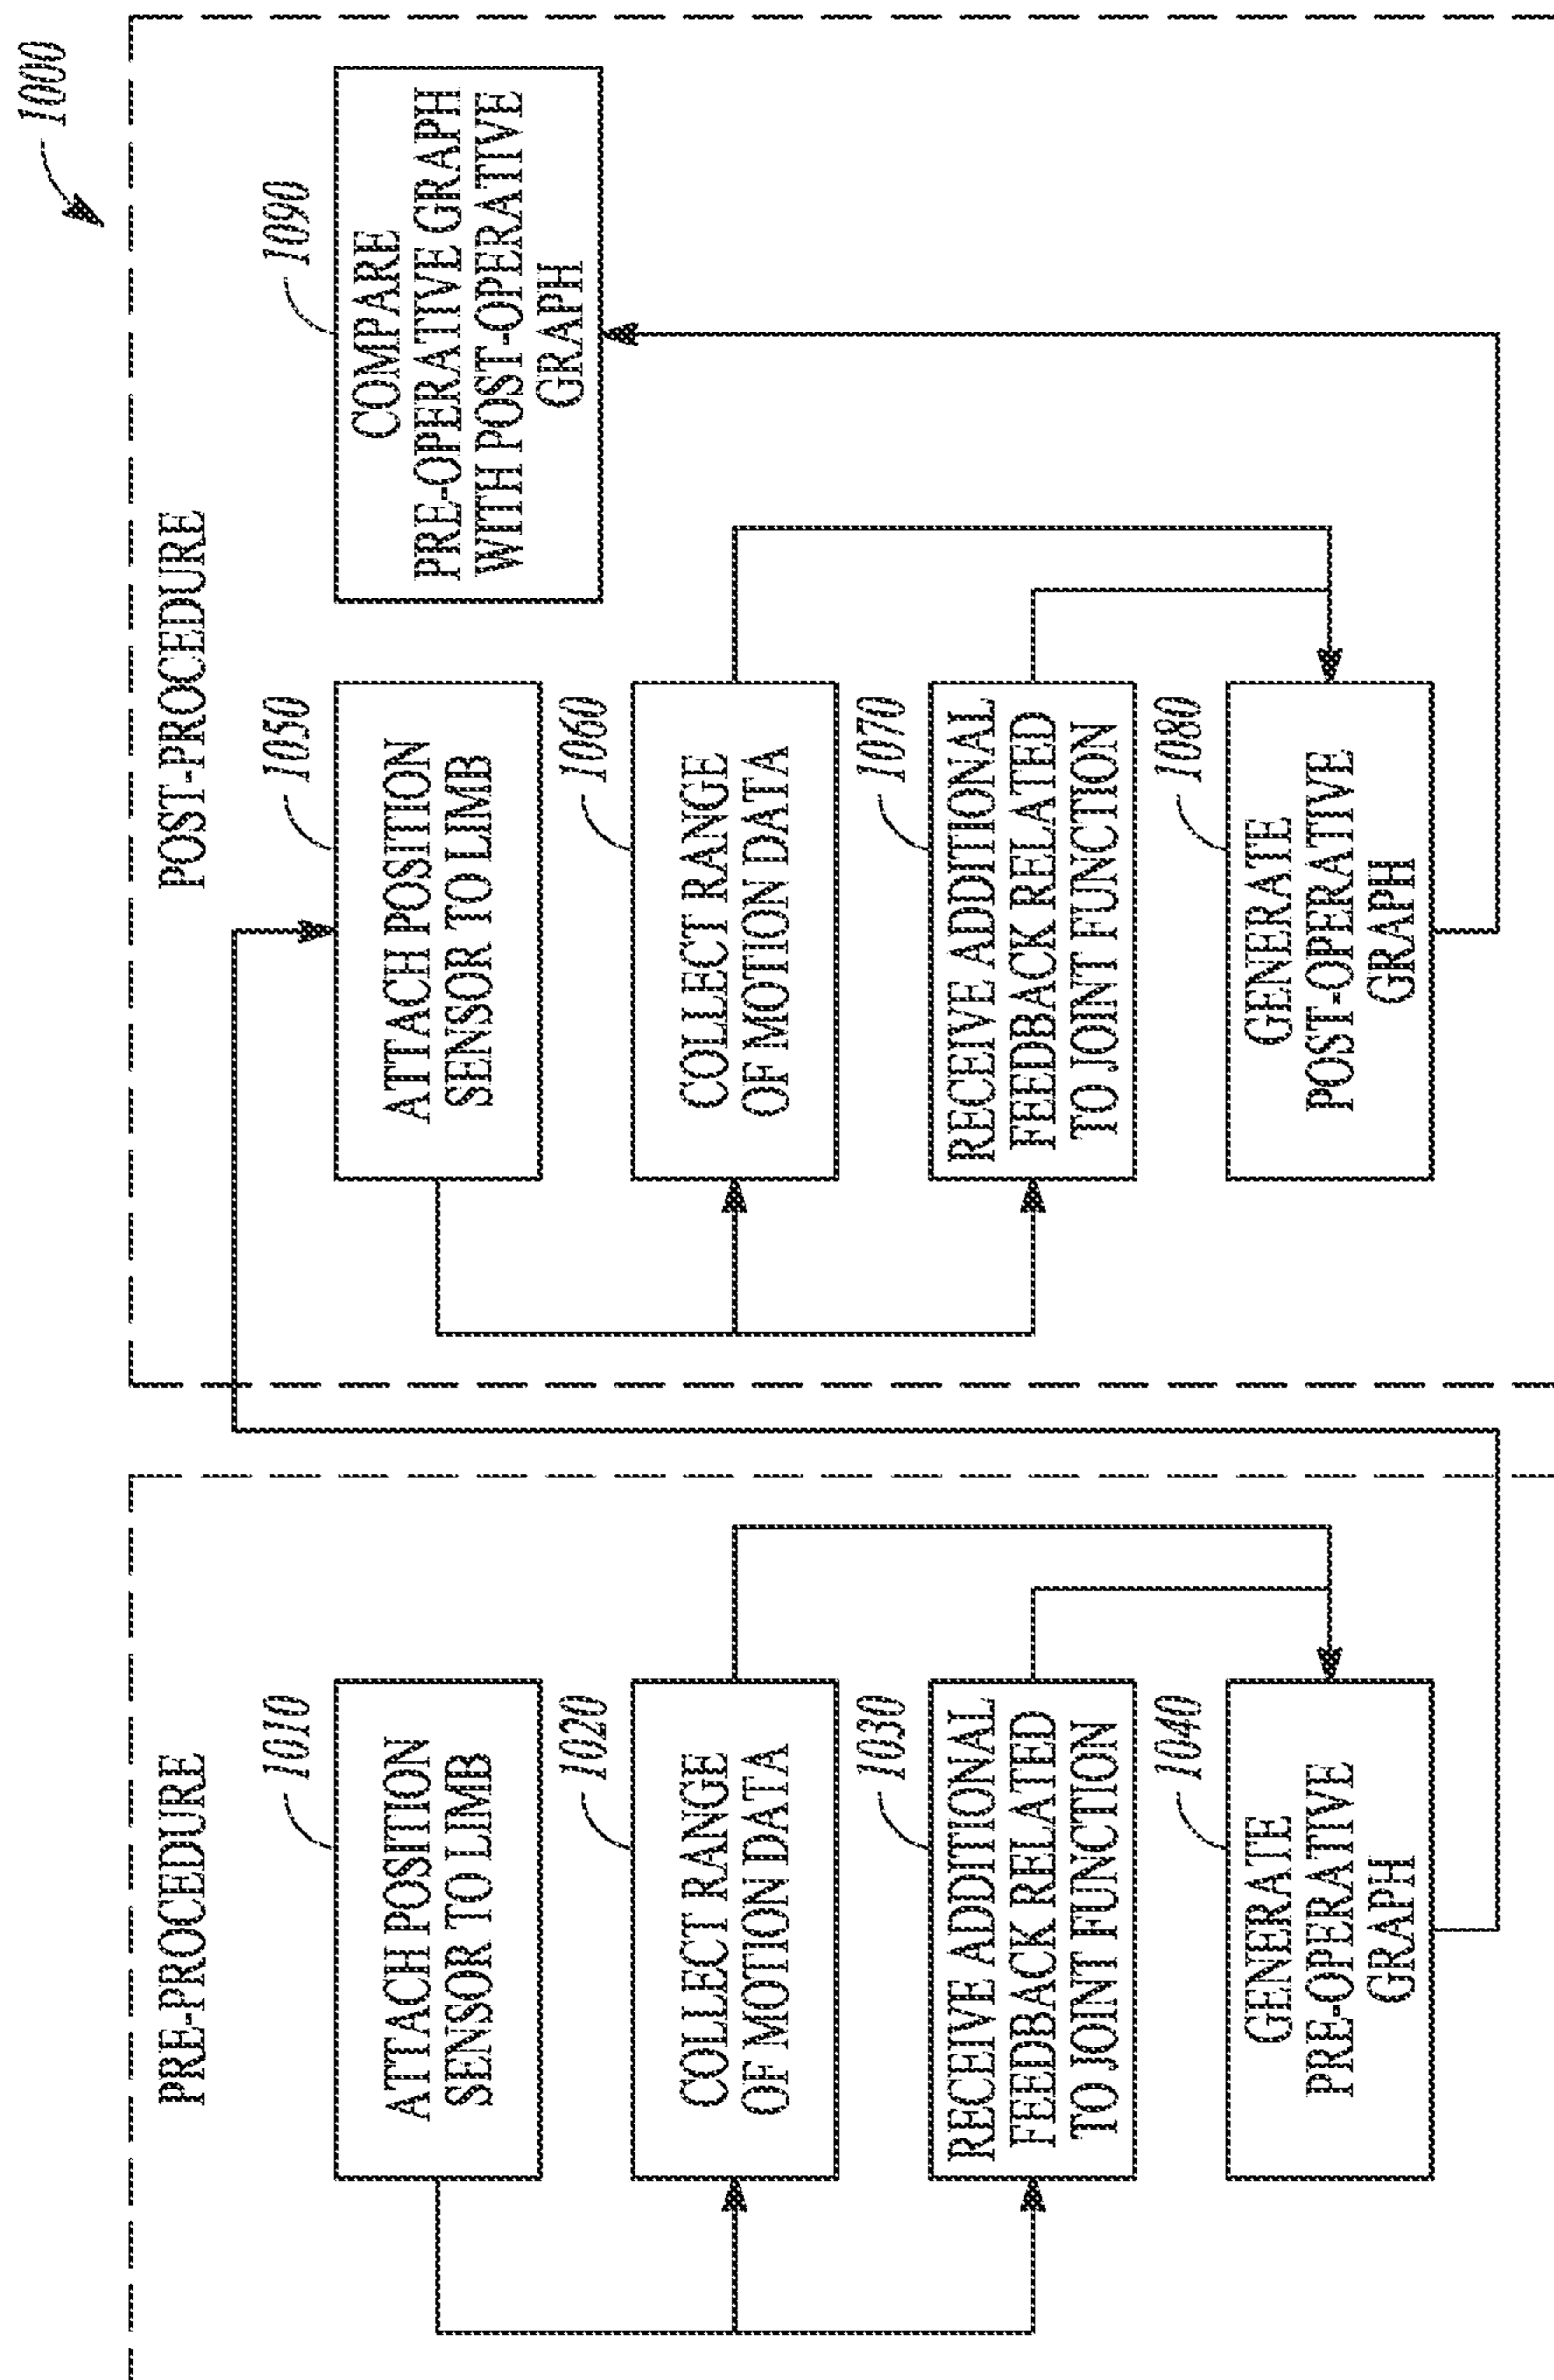 1000
PRE-PROCEDURE
1010
ATTACH POSITION
SENSOR TO LIMB
1020
COLLECT RANGE
OF MOTION DATA
1030
RECEIVE ADDITIONAL
FEEDBACK RELATED
TO JOINT FUNCTION
1040
GENERATE
PRE-OPERATIVE
GRAPH
POST-PROCEDURE
1050
ATTACH POSITION
SENSOR TO LIMB
1060
COLLECT RANGE
OF MOTION DATA
1070
RECEIVE ADDITIONAL
FEEDBACK RELATED
TO JOINT FUNCTION
1080
GENERATE
POST-OPERATIVE
GRAPH
1090
COMPARE
PRE-OPERATIVE GRAPH
WITH POST-OPERATIVE
GRAPH